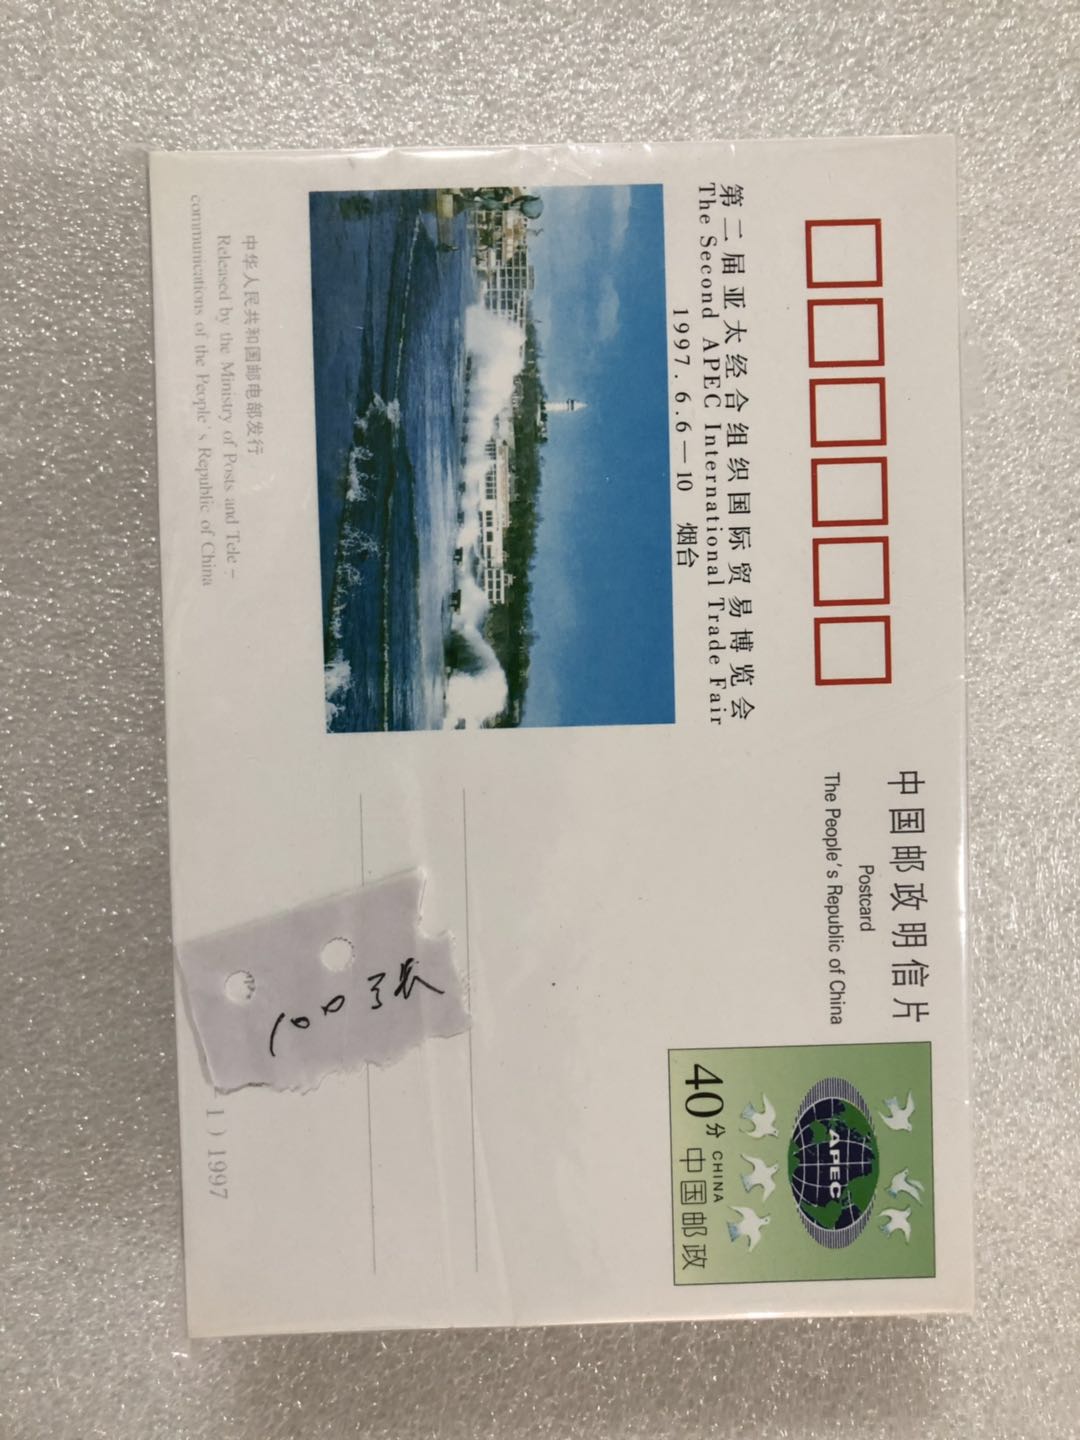 第二届亚太经合组织国际贸易博览会
The Second APEC International Trade Fair
1997.6.6—10 烟台
中华人民共和国邮电部发行
Released by the Ministry of Posts and Tele-
communications of the People's Republic of China
中国邮政明信片
Postcard
The People's Republic of China
APEC
40分 CHINA
中国邮政
1）1997